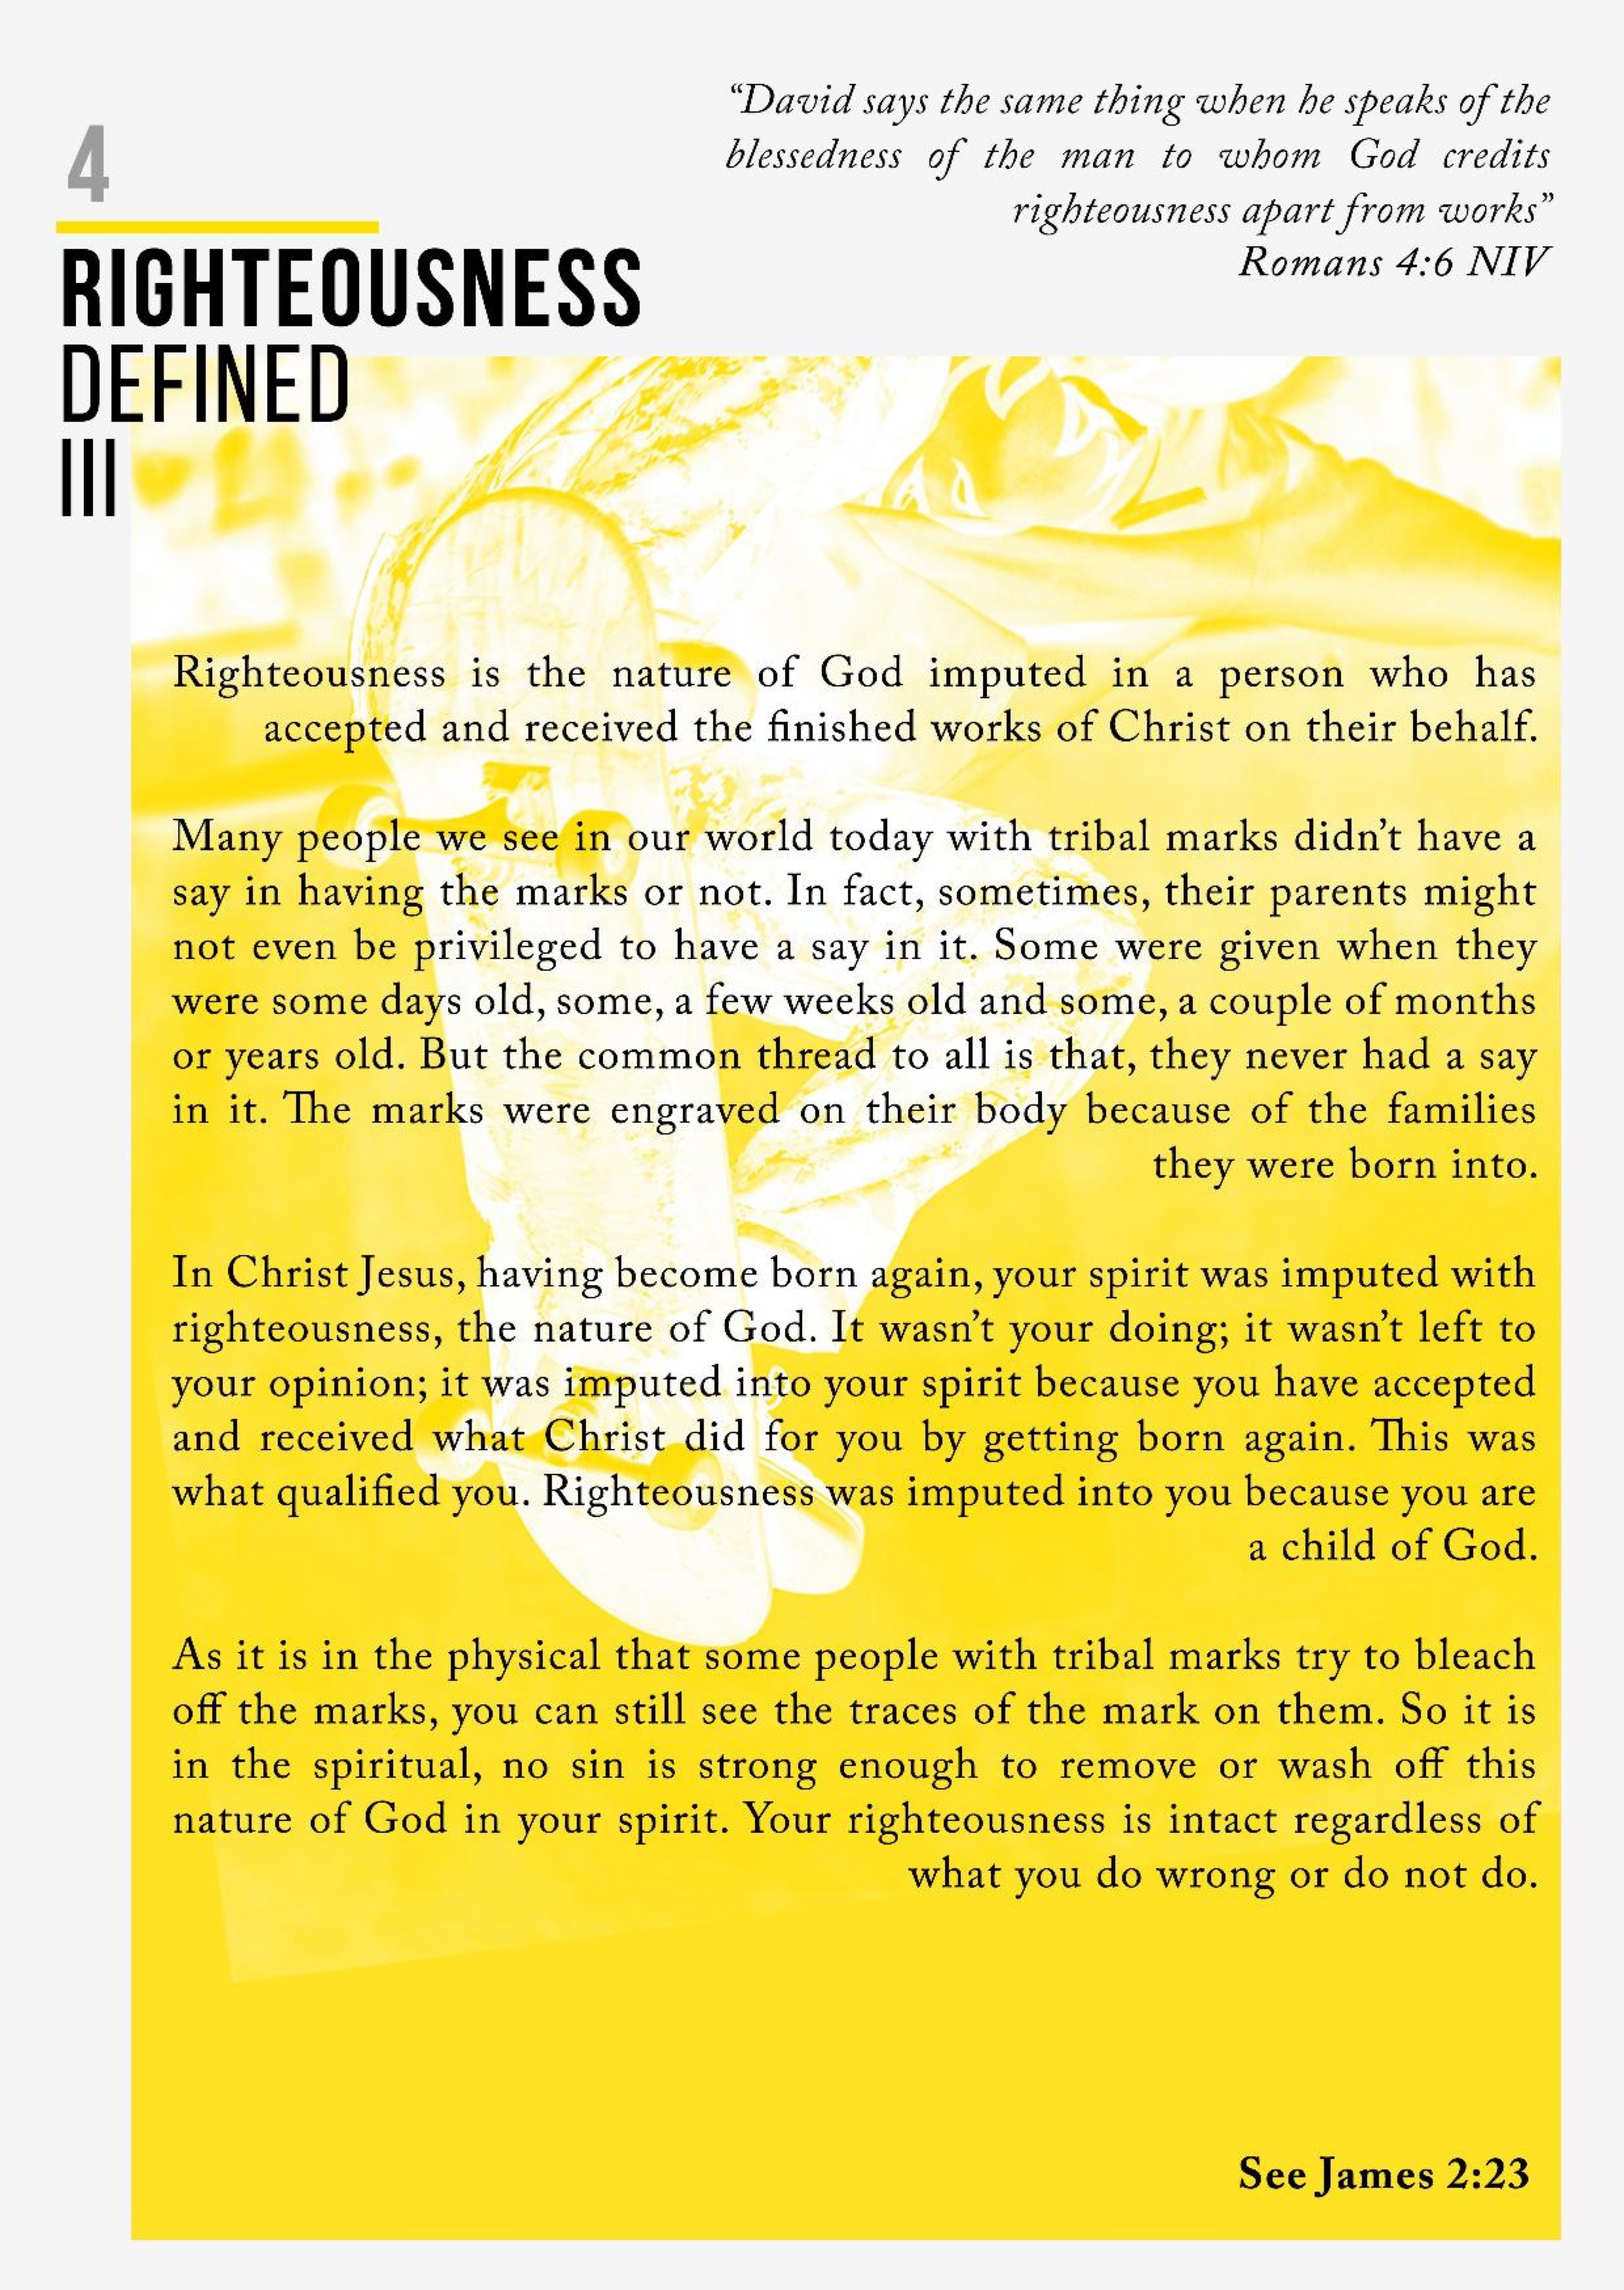 4
RIGHTEOUSNESS
DEFINED
III
“David says the same thing when he speaks of the
blessedness of the man to whom God credits
righteousness apart from works”
Romans 4:6 NIV
Righteousness is the nature of God imputed in a person who has
accepted and received the finished works of Christ on their behalf.
Many people we see in our world today with tribal marks didn’t have a
say in having the marks or not. In fact, sometimes, their parents might
not even be privileged to have a say in it. Some were given when they
were some days old, some, a few weeks old and some, a couple of months
or years old. But the common thread to all is that, they never had a say
in it. The marks were engraved on their body because of the families
they were born into.
In Christ Jesus, having become born again, your spirit was imputed with
righteousness, the nature of God. It wasn’t your doing; it wasn’t left to
your opinion; it was imputed into your spirit because you have accepted
and received what Christ did for you by getting born again. This was
what qualified you. Righteousness was imputed into you because you are
a child of God.
As it is in the physical that some people with tribal marks try to bleach
off the marks, you can still see the traces of the mark on them. So it is
in the spiritual, no sin is strong enough to remove or wash off this
nature of God in your spirit. Your righteousness is intact regardless of
what you do wrong or do not do.
See James 2:23